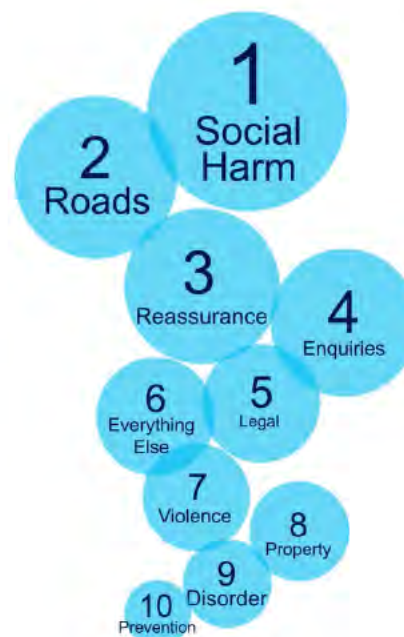 1
Social
Harm
2
Roads
3
Reassurance
4
Enquiries
5
Legal
6
Everything
Else
7
Violence
8
Property
9
Disorder
10
Prevention